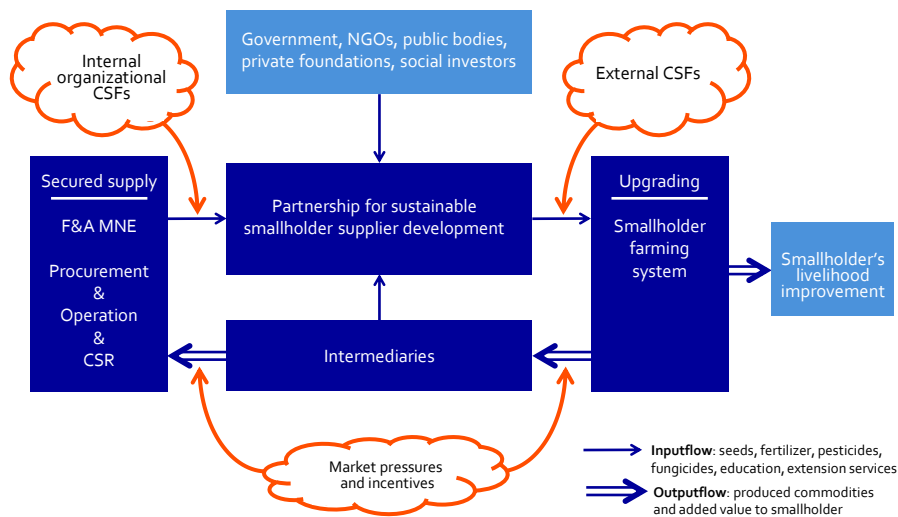 Internal
organizational
CSFs
Government, NGOs, public bodies,
private foundations, social investors
External CSFs
Secured supply
F&A MNE
Procurement
&
Operation
&
CSR
Partnership for sustainable
smallholder supplier development
Upgrading
Smallholder
farming
system
Smallholder's
livelihood
improvement
Intermediaries
Market pressures
and incentives
Inputflow: seeds, fertilizer, pesticides,
fungicides, education, extension services
Outputflow: produced commodities
and added value to smallholder